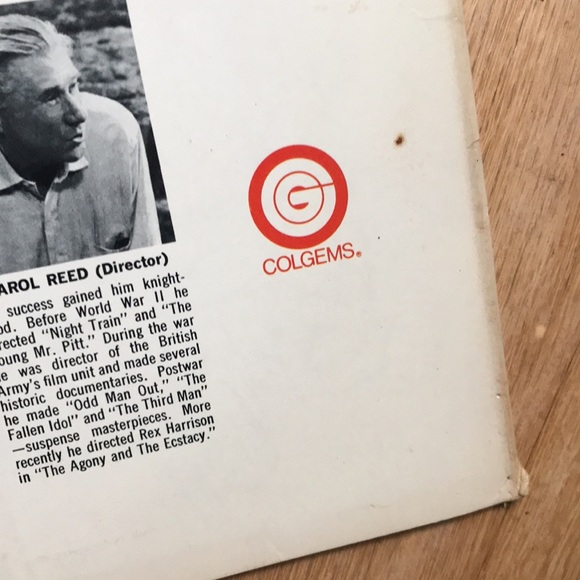 AROL REED (Director)
success gained him knight-
od. Before World War II he
rected "Night Train" and "The
oung Mr. Pitt." During the war
e was director of the British
Army's film unit and made several
historic documentaries. Postwar
he made "Odd Man Out," "The
Fallen Idol" and "The Third Man"
—suspense masterpieces. More
recently he directed Rex Harrison
in "The Agony and The Ecstacy."
CG
COLGEMS®